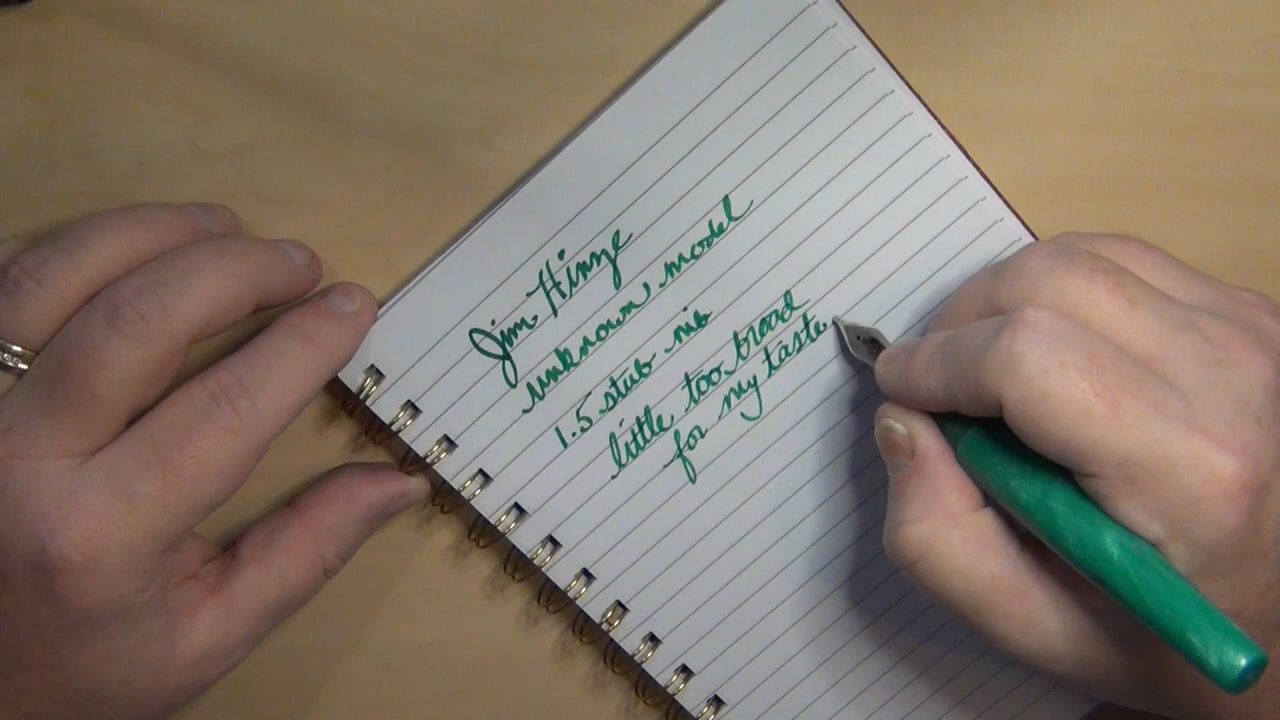 Jim Hinze
unknown model
1.5 stub nib
little too broad
for my taste